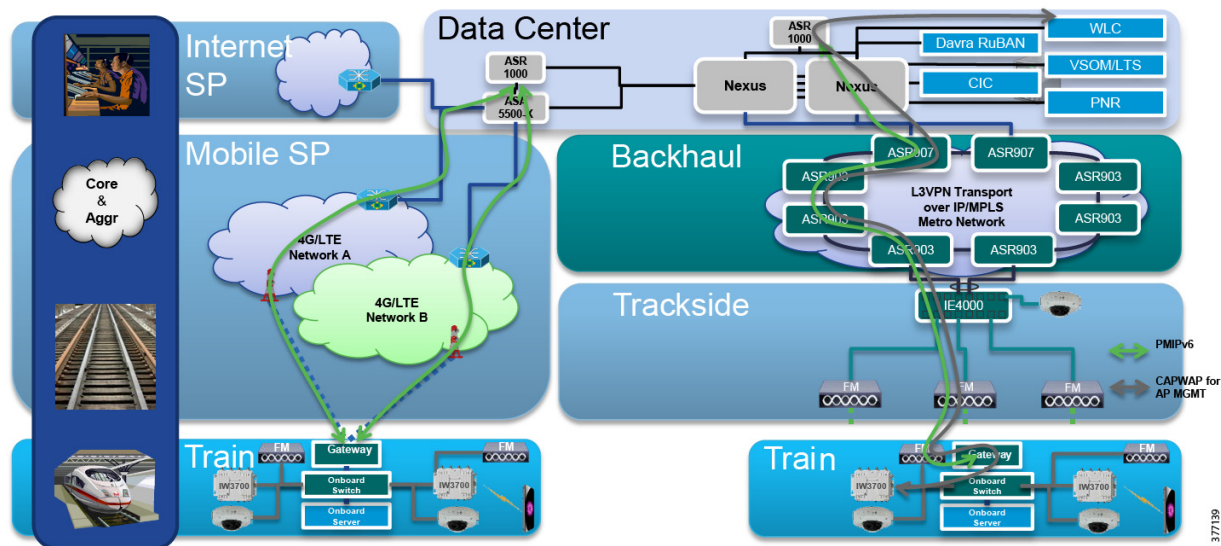 Internet
SP
Data Center
ASR
1000
ASA
5500-X
Nexus
Nexus
ASR
1000
WLC
Davra RuBAN
VSOM/LTS
CIC
PNR
Core
&
Aggr
Mobile SP
4G/LTE
Network A
4G/LTE
Network B
Backhaul
ASR907
ASR907
ASR903
ASR903
ASR903
ASR903
ASR903
ASR903
L3VPN Transport
over IP/MPLS
Metro Network
Trackside
IE4000
FM
FM
FM
PMIPv6
CAPWAP for
AP MGMT
Train
FM
Gateway
FM
IW3700
Onboard
Switch
IW3700
Onboard
Server
Train
FM
Gateway
FM
IW3700
Onboard
Switch
IW3700
Onboard
Server
377139